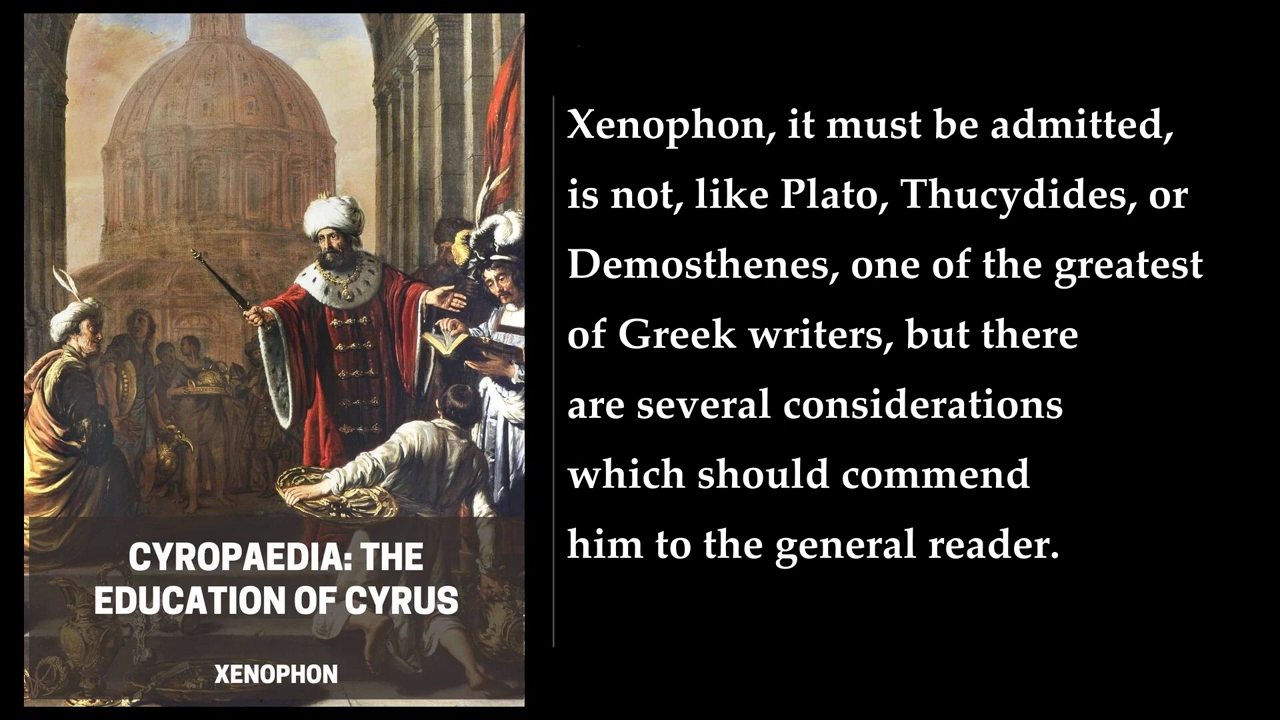 CYROPAEDIA: THE
EDUCATION OF CYRUS
XENOPHON
Xenophon, it must be admitted,
is not, like Plato, Thucydides, or
Demosthenes, one of the greatest
of Greek writers, but there
are several considerations
which should commend
him to the general reader.